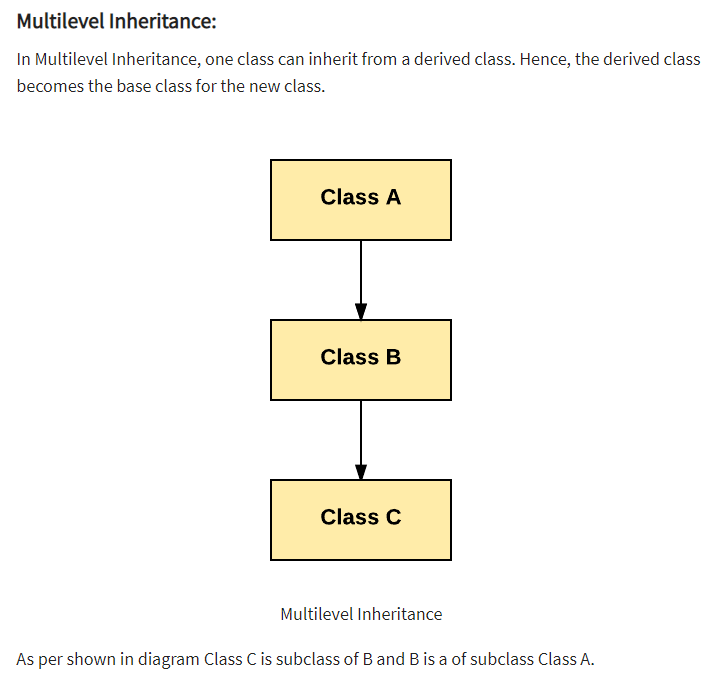 Multilevel Inheritance:
In Multilevel Inheritance, one class can inherit from a derived class. Hence, the derived class
becomes the base class for the new class.
Class A
Class B
Class C
Multilevel Inheritance
As per shown in diagram Class C is subclass of B and B is a of subclass Class A.